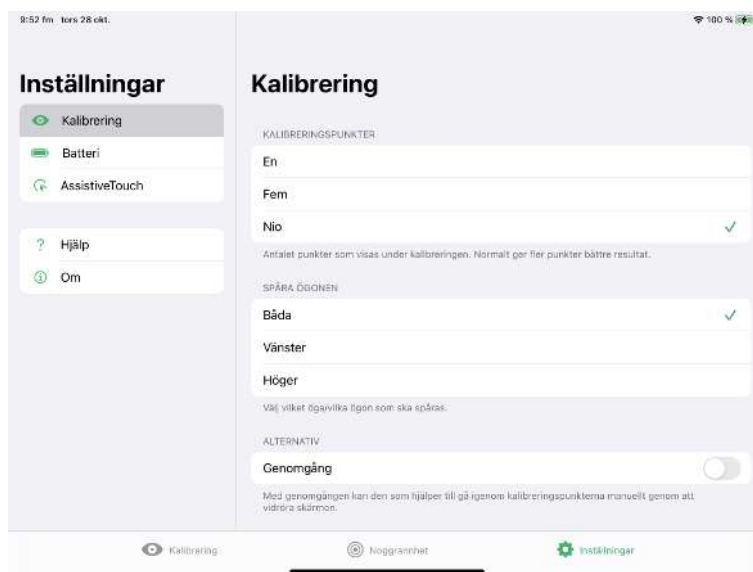 9:52 fm tors 28 okt.
100 %
Inställningar
Kalibrering
Batteri
AssistiveTouch
Hjälp
Om
Kalibrering
KALIBRERINGSPUNKTER
En
Fem
Nio
Antalet punkter som visas under kalibreringen. Normalt ger fler punkter bättre resultat.
SPÅRA ÖGONEN
Båda
Vänster
Höger
Välj vilket öga/vilka ögon som ska spåras.
ALTERNATIV
Genomgång
Med genomgången kan den som hjälper till gå igenom kalibreringspunkterna manuellt genom att
vidröra skärmen.
Kalibrering
Noggrannhet
Inställningar